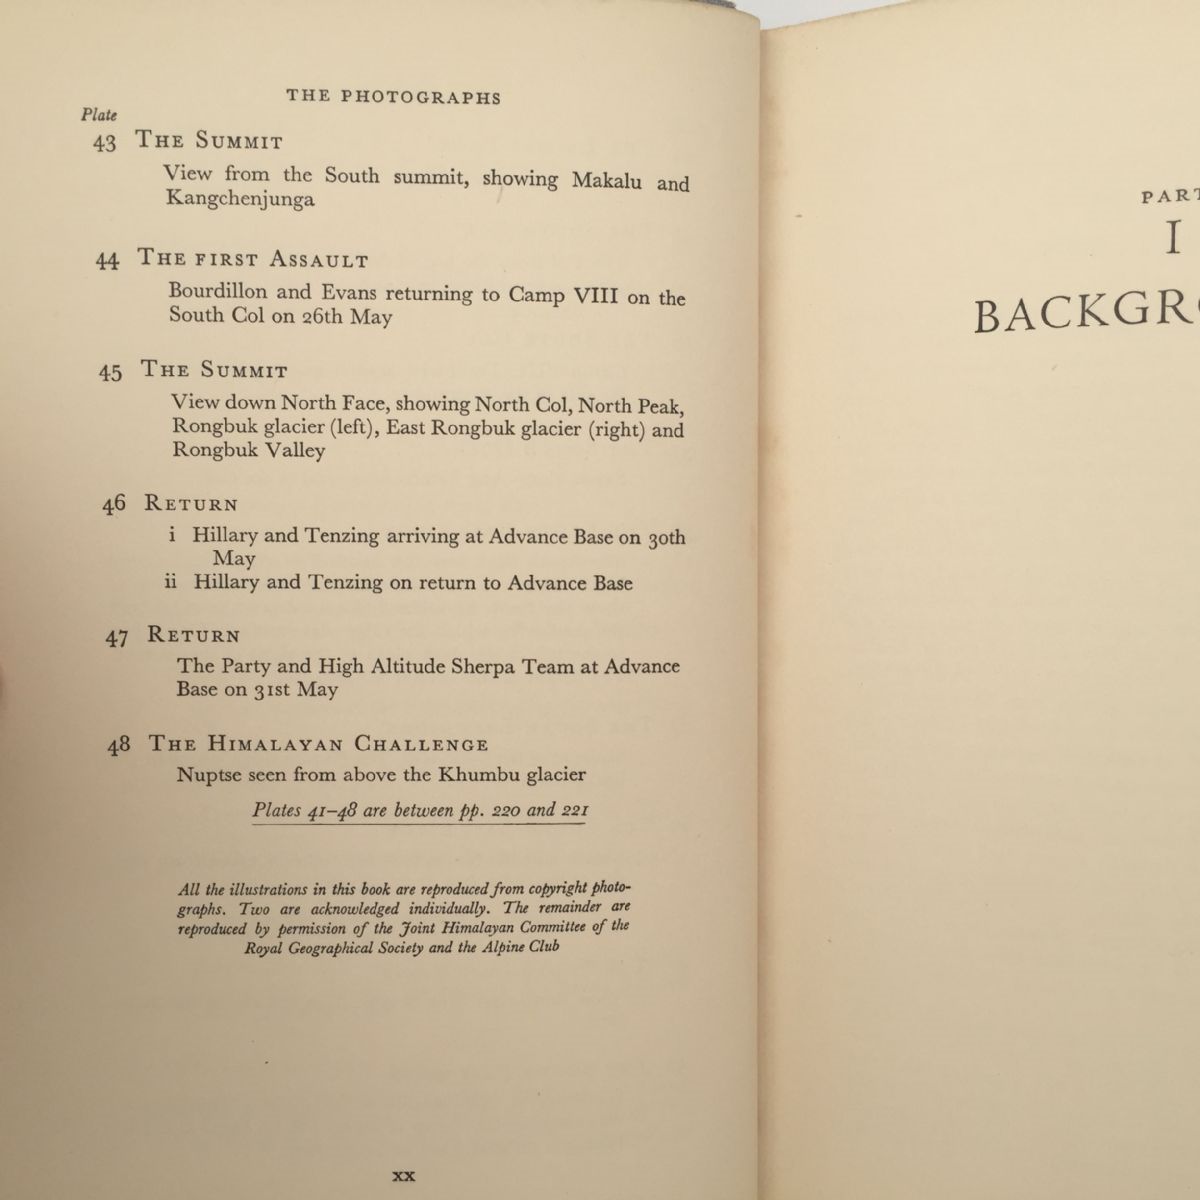 THE PHOTOGRAPHS
Plate
43 THE SUMMIT
View from the South summit, showing Makalu and
Kangchenjunga
44 THE FIRST ASSAULT
Bourdillon and Evans returning to Camp VIII on the
South Col on 26th May
45 THE SUMMIT
View down North Face, showing North Col, North Peak,
Rongbuk glacier (left), East Rongbuk glacier (right) and
Rongbuk Valley
46 RETURN
i Hillary and Tenzing arriving at Advance Base on 30th
May
ii Hillary and Tenzing on return to Advance Base
47 RETURN
The Party and High Altitude Sherpa Team at Advance
Base on 31st May
48 THE HIMALAYAN CHALLENGE
Nuptse seen from above the Khumbu glacier
Plates 41–48 are between pp. 220 and 221
All the illustrations in this book are reproduced from copyright photo-
graphs. Two are acknowledged individually. The remainder are
reproduced by permission of the Joint Himalayan Committee of the
Royal Geographical Society and the Alpine Club
xx
PART
I
BACKGRO